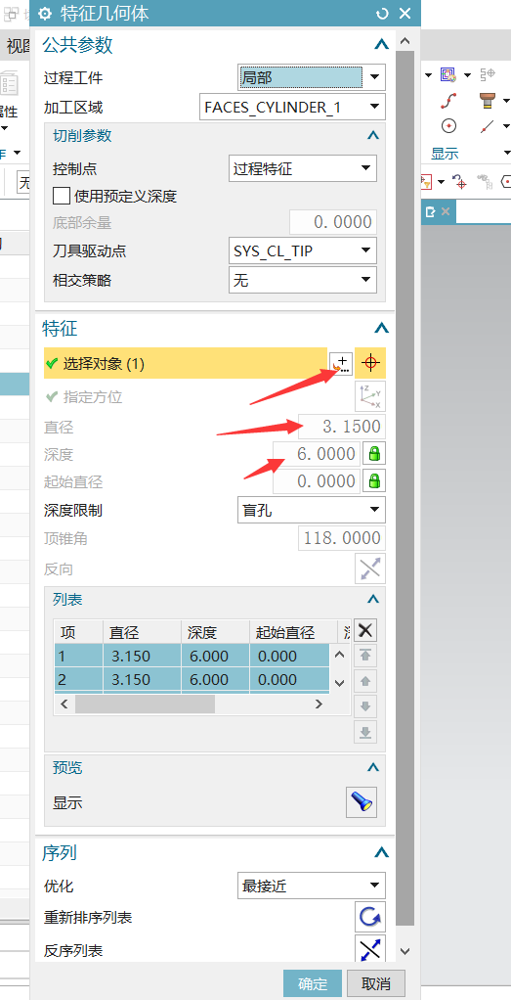 特征几何体
视图
公共参数
过程工件 局部
属性
加工区域 FACES_CYLINDER_1
切削参数
作
显示
控制点 过程特征
无
使用预定义深度
底部余量 0.0000
刀具驱动点 SYS_CL_TIP
相交策略 无
特征
选择对象 (1)
指定方位
直径 3.1500
深度 6.0000
起始直径 0.0000
深度限制 盲孔
顶锥角 118.0000
反向
列表
项 直径 深度 起始直径
1 3.150 6.000 0.000
2 3.150 6.000 0.000
预览
显示
序列
优化 最接近
重新排序列表
反序列表
确定 取消